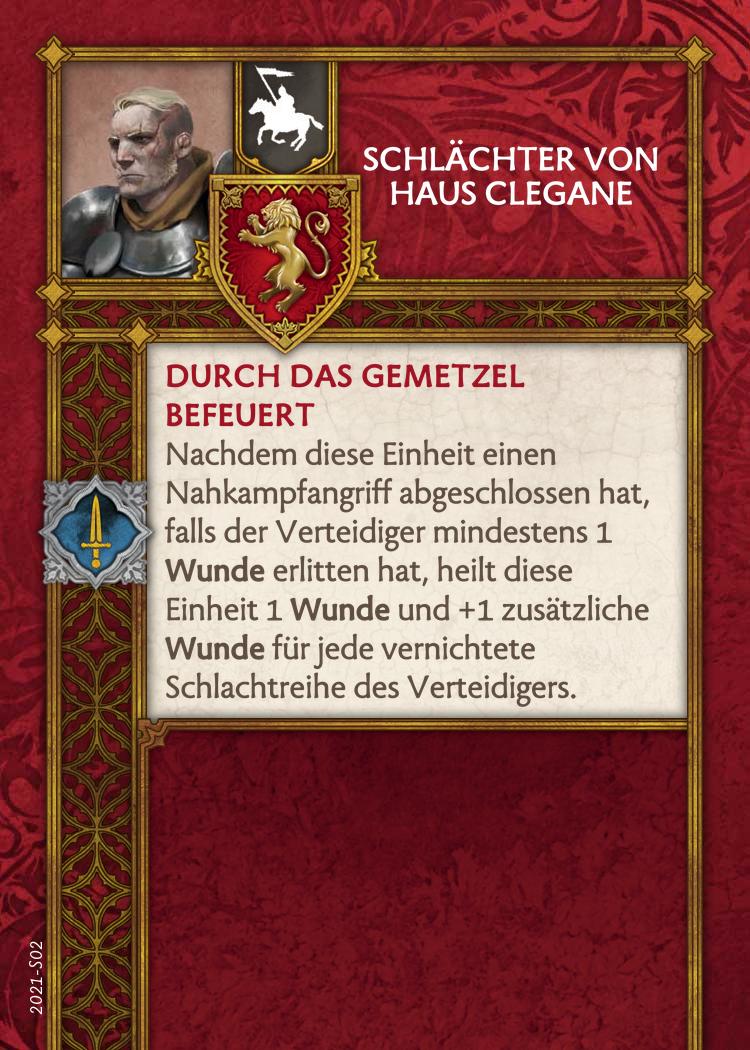 SCHLÄCHTER VON
HAUS CLEGANE
DURCH DAS GEMETZEL
BEFEUERT
Nachdem diese Einheit einen
Nahkampfangriff abgeschlossen hat,
falls der Verteidiger mindestens 1
Wunde erlitten hat, heilt diese
Einheit 1 Wunde und +1 zusätzliche
Wunde für jede vernichtete
Schlachtreihe des Verteidigers.
2021-S02